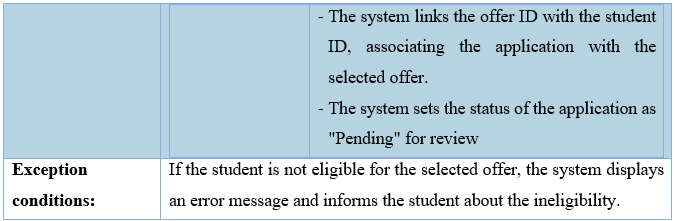 - The system links the offer ID with the student
ID, associating the application with the
selected offer.
- The system sets the status of the application as
"Pending" for review
Exception
conditions:
If the student is not eligible for the selected offer, the system displays
an error message and informs the student about the ineligibility.